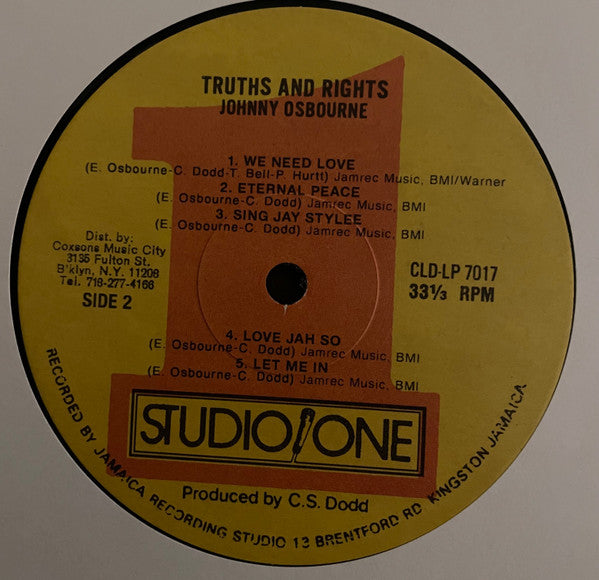 TRUTHS AND RIGHTS
JOHNNY OSBOURNE
1. WE NEED LOVE
(E. Osbourne-C. Dodd-T. Bell-P. Hurtt) Jamrec Music, BMI/Warner
2. ETERNAL PEACE
(E. Osbourne-C. Dodd) Jamrec Music, BMI
3. SING JAY STYLEE
(E. Osbourne-C. Dodd) Jamrec Music, BMI
Dist. by:
Coxsons Music City
3135 Fulton St.
B'klyn, N.Y. 11208
Tel. 718-277-4166
SIDE 2
CLD-LP 7017
33⅓ RPM
4. LOVE JAH SO
(E. Osbourne-C. Dodd) Jamrec Music, BMI
5. LET ME IN
(E. Osbourne-C. Dodd) Jamrec Music, BMI
STUDIO ONE
Produced by C.S. Dodd
RECORDED BY JAMAICA RECORDING STUDIO 13 BRENTFORD RD KINGSTON JAMAICA